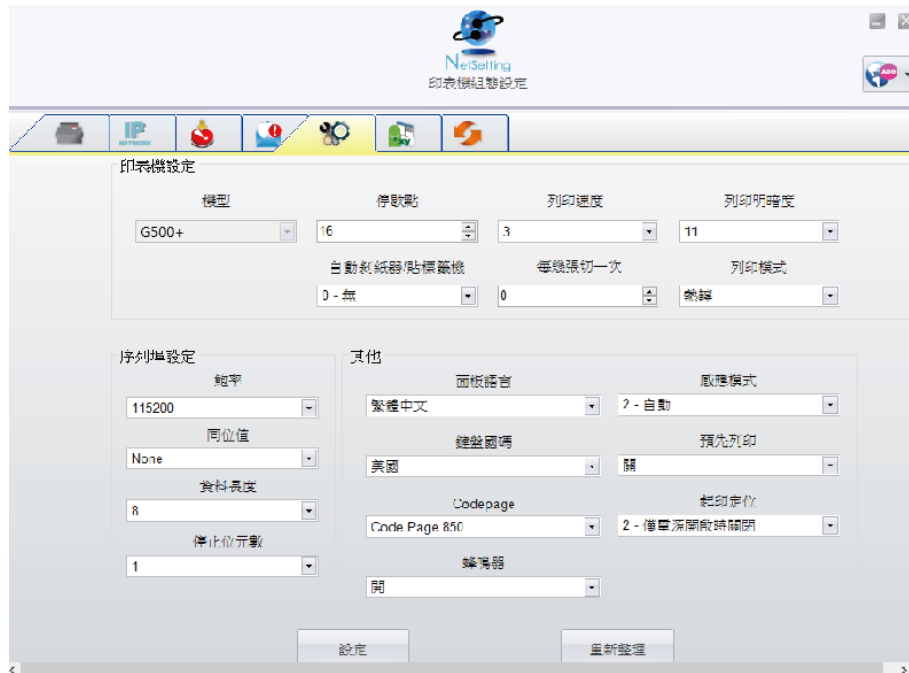 NetSetting
印表機組態設定
ABC
IP
NETWORK
印表機設定
機型
停歇點
列印速度
列印明暗度
G500+
16
3
11
自動剝紙器/貼標籤機
每幾張切一次
列印模式
0 - 無
0
熱轉
序列埠設定
其他
鮑率
面板語言
感應模式
115200
繁體中文
2 - 自動
同位值
鍵盤國碼
預先列印
None
美國
關
資料長度
Codepage
起印定位
8
Code Page 850
2 - 僅電源開啟時關閉
停止位元數
蜂鳴器
1
開
設定
重新整理